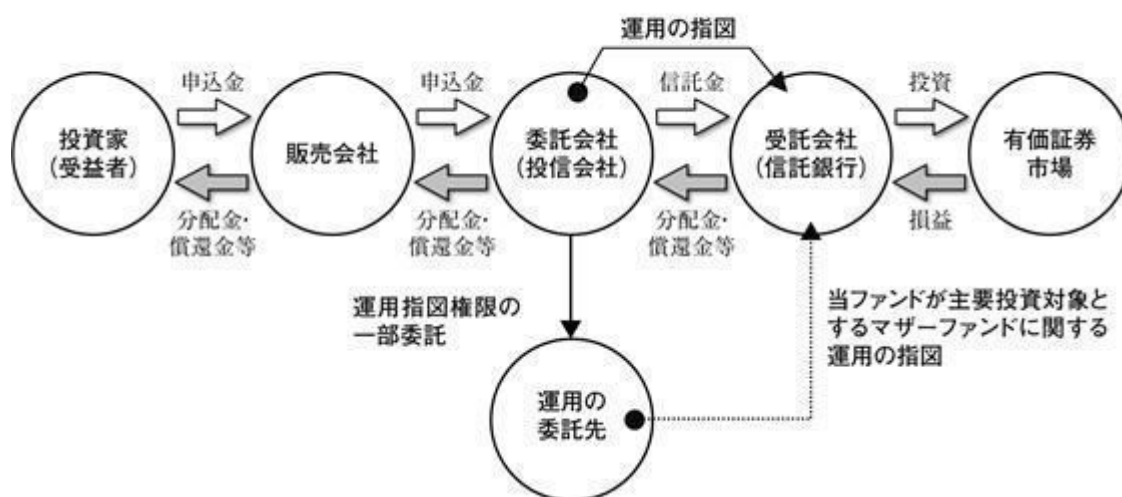 運用の指図
申込金
申込金
信託金
投資
投資家
(受益者)
販売会社
委託会社
(投信会社)
受託会社
(信託銀行)
有価証券
市場
分配金・
償還金等
分配金・
償還金等
分配金・
償還金等
損益
運用指図権限の
一部委託
当ファンドが主要投資対象と
するマザーファンドに関する
運用の指図
運用の
委託先